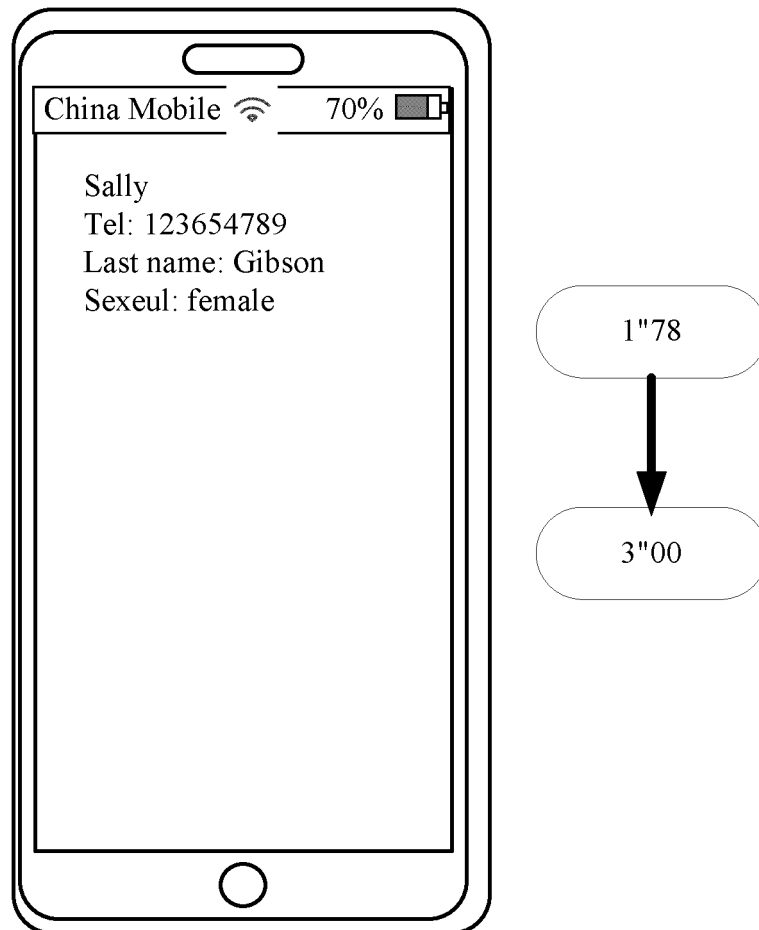 China Mobile 70%
Sally
Tel: 123654789
Last name: Gibson
Sexeul: female
1"78
3"00